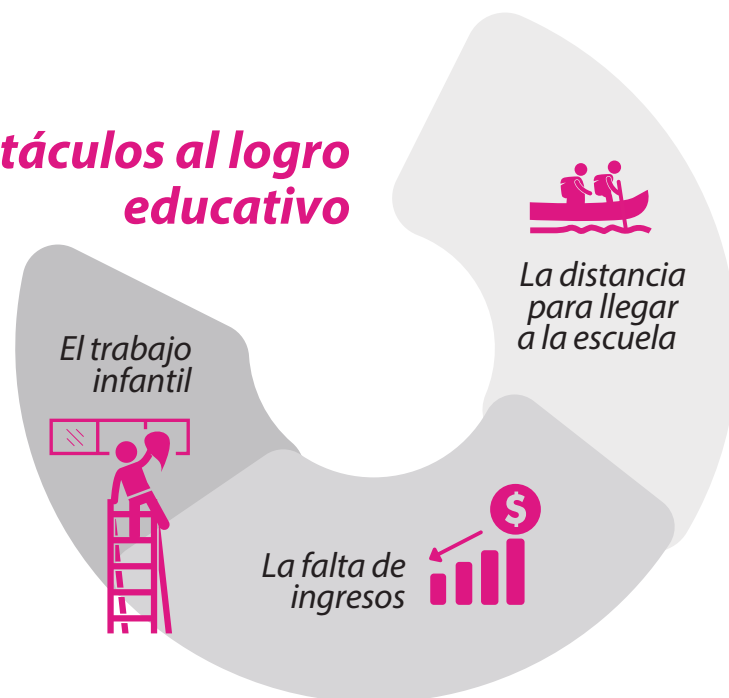 táculos al logro
educativo
La distancia
para llegar
a la escuela
El trabajo
infantil
$
La falta de
ingresos